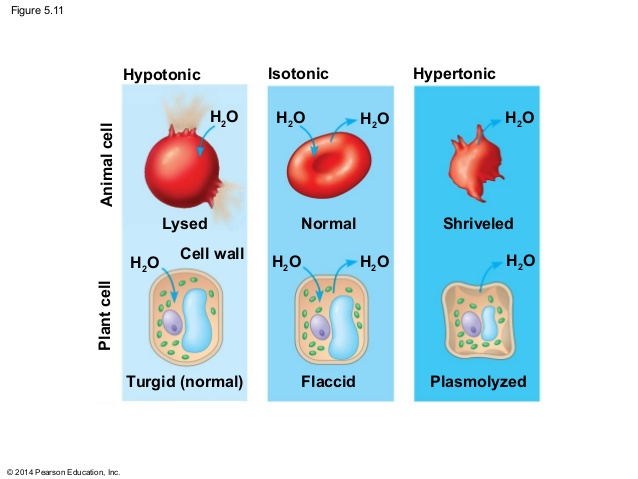 Figure 5.11
Hypotonic
Isotonic
Hypertonic
Animal cell
H₂O
H₂O
H₂O
H₂O
Lysed
Normal
Shriveled
Plant cell
H₂O
Cell wall
H₂O
H₂O
H₂O
Turgid (normal)
Flaccid
Plasmolyzed
© 2014 Pearson Education, Inc.